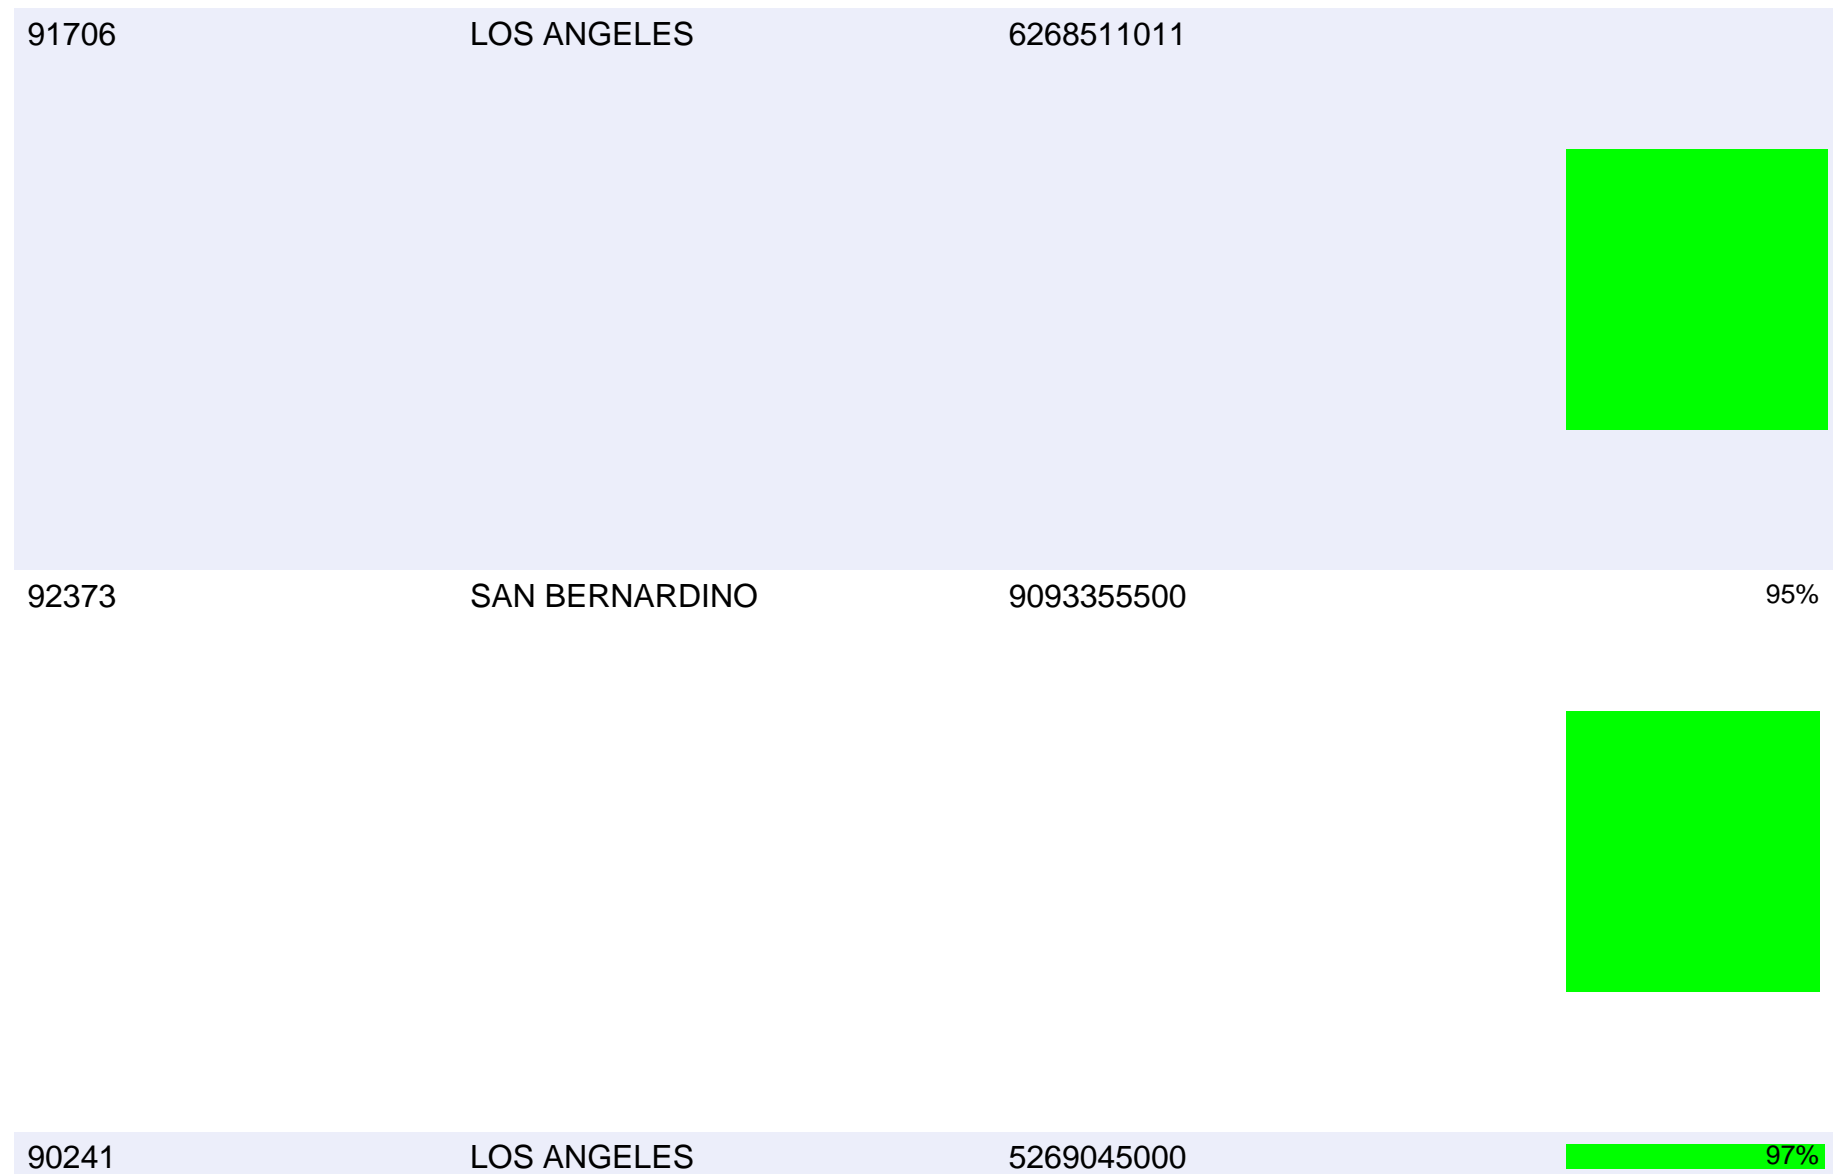 91706 LOS ANGELES 6268511011
92373 SAN BERNARDINO 9093355500 95%
90241 LOS ANGELES 5269045000 97%